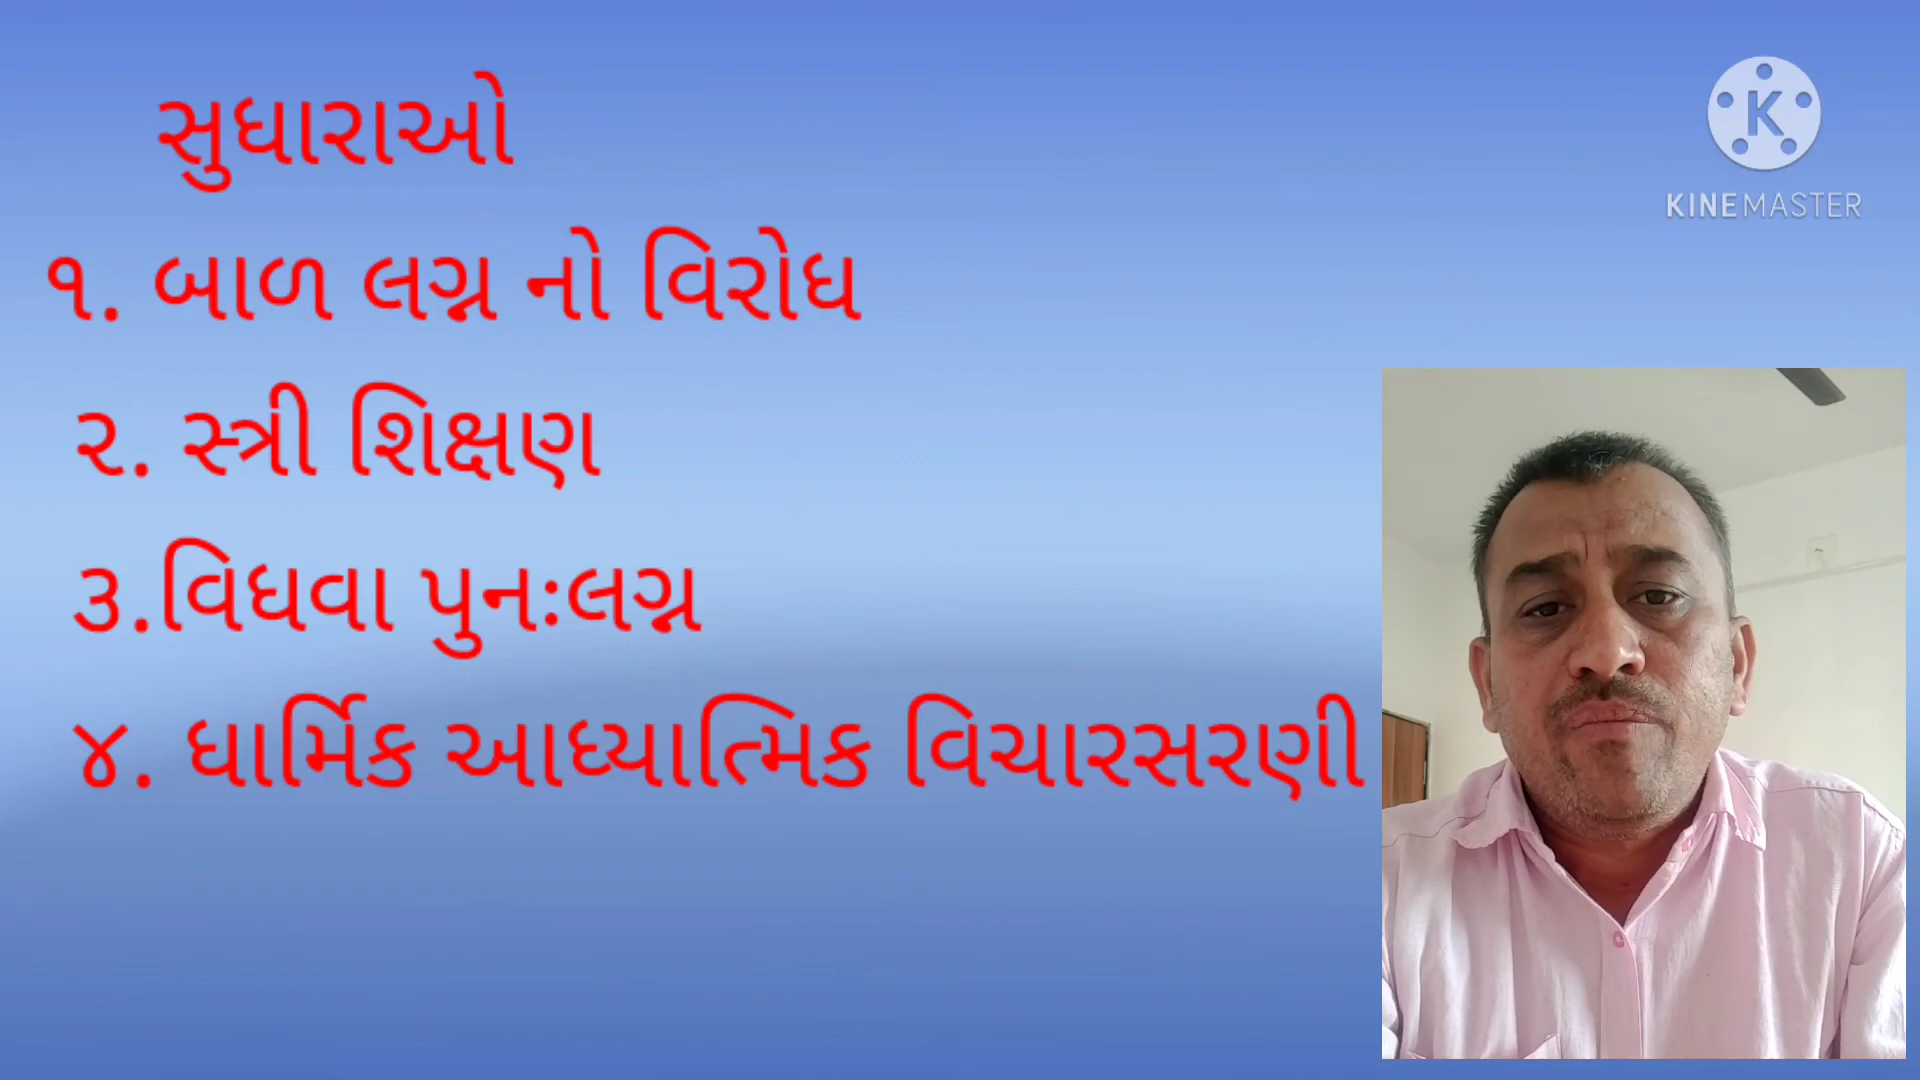 સુધારાઓ
૧. બાળ લગ્ન નો વિરોધ
૨. સ્ત્રી શિક્ષણ
૩.વિધવા પુનઃલગ્ન
૪. ધાર્મિક આધ્યાત્મિક વિચારસરણી
K
KINEMASTER